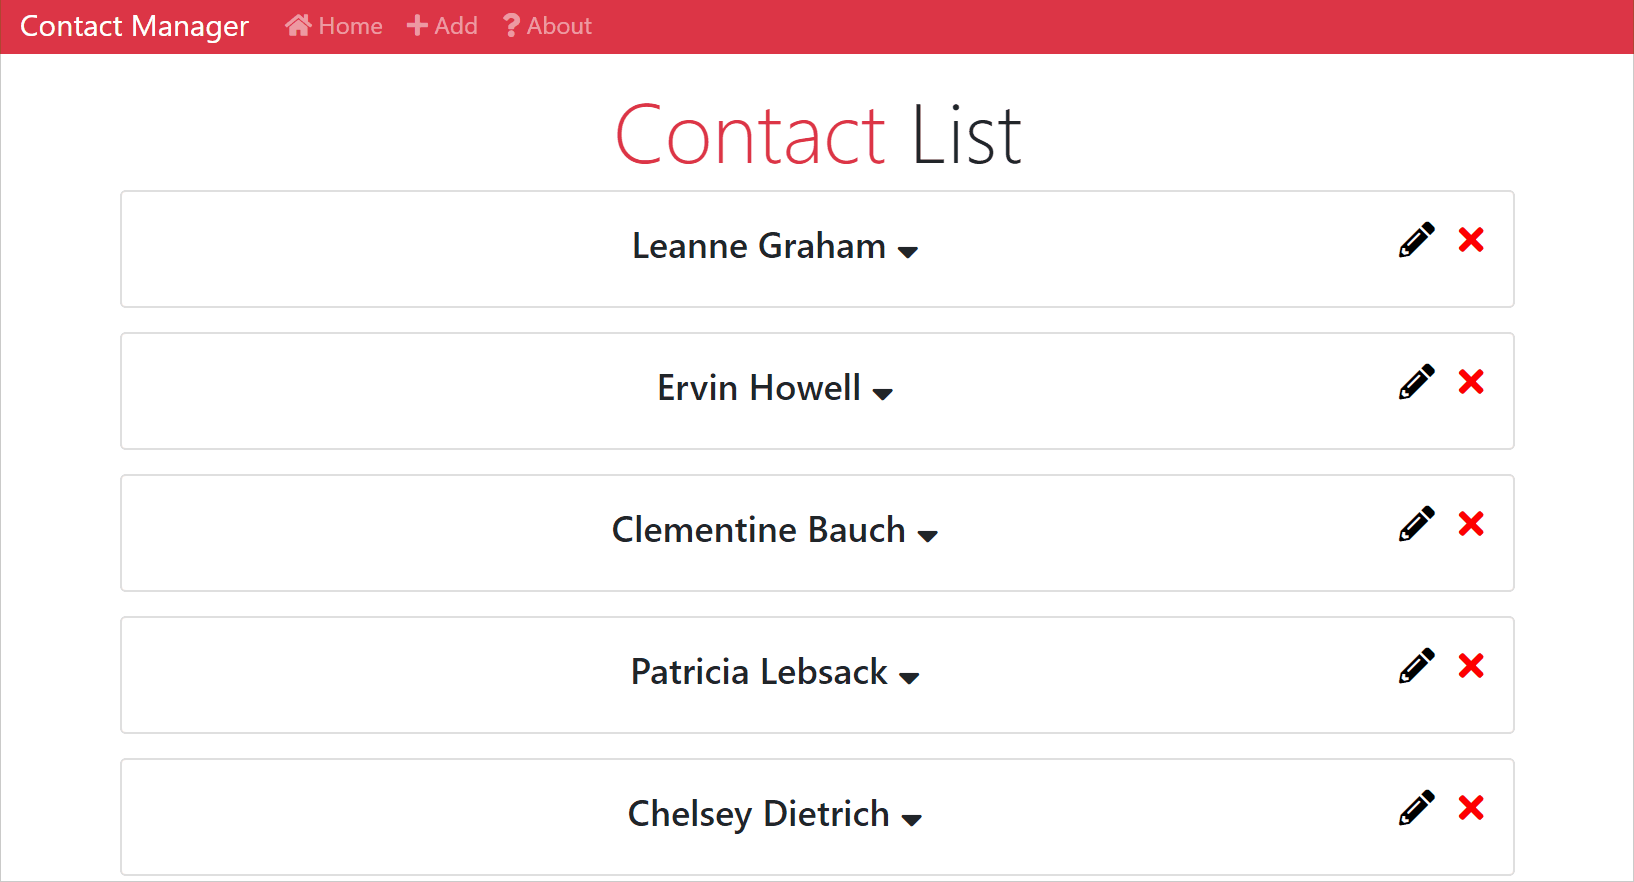 Contact Manager Home Add About
Contact List
Leanne Graham
Ervin Howell
Clementine Bauch
Patricia Lebsack
Chelsey Dietrich